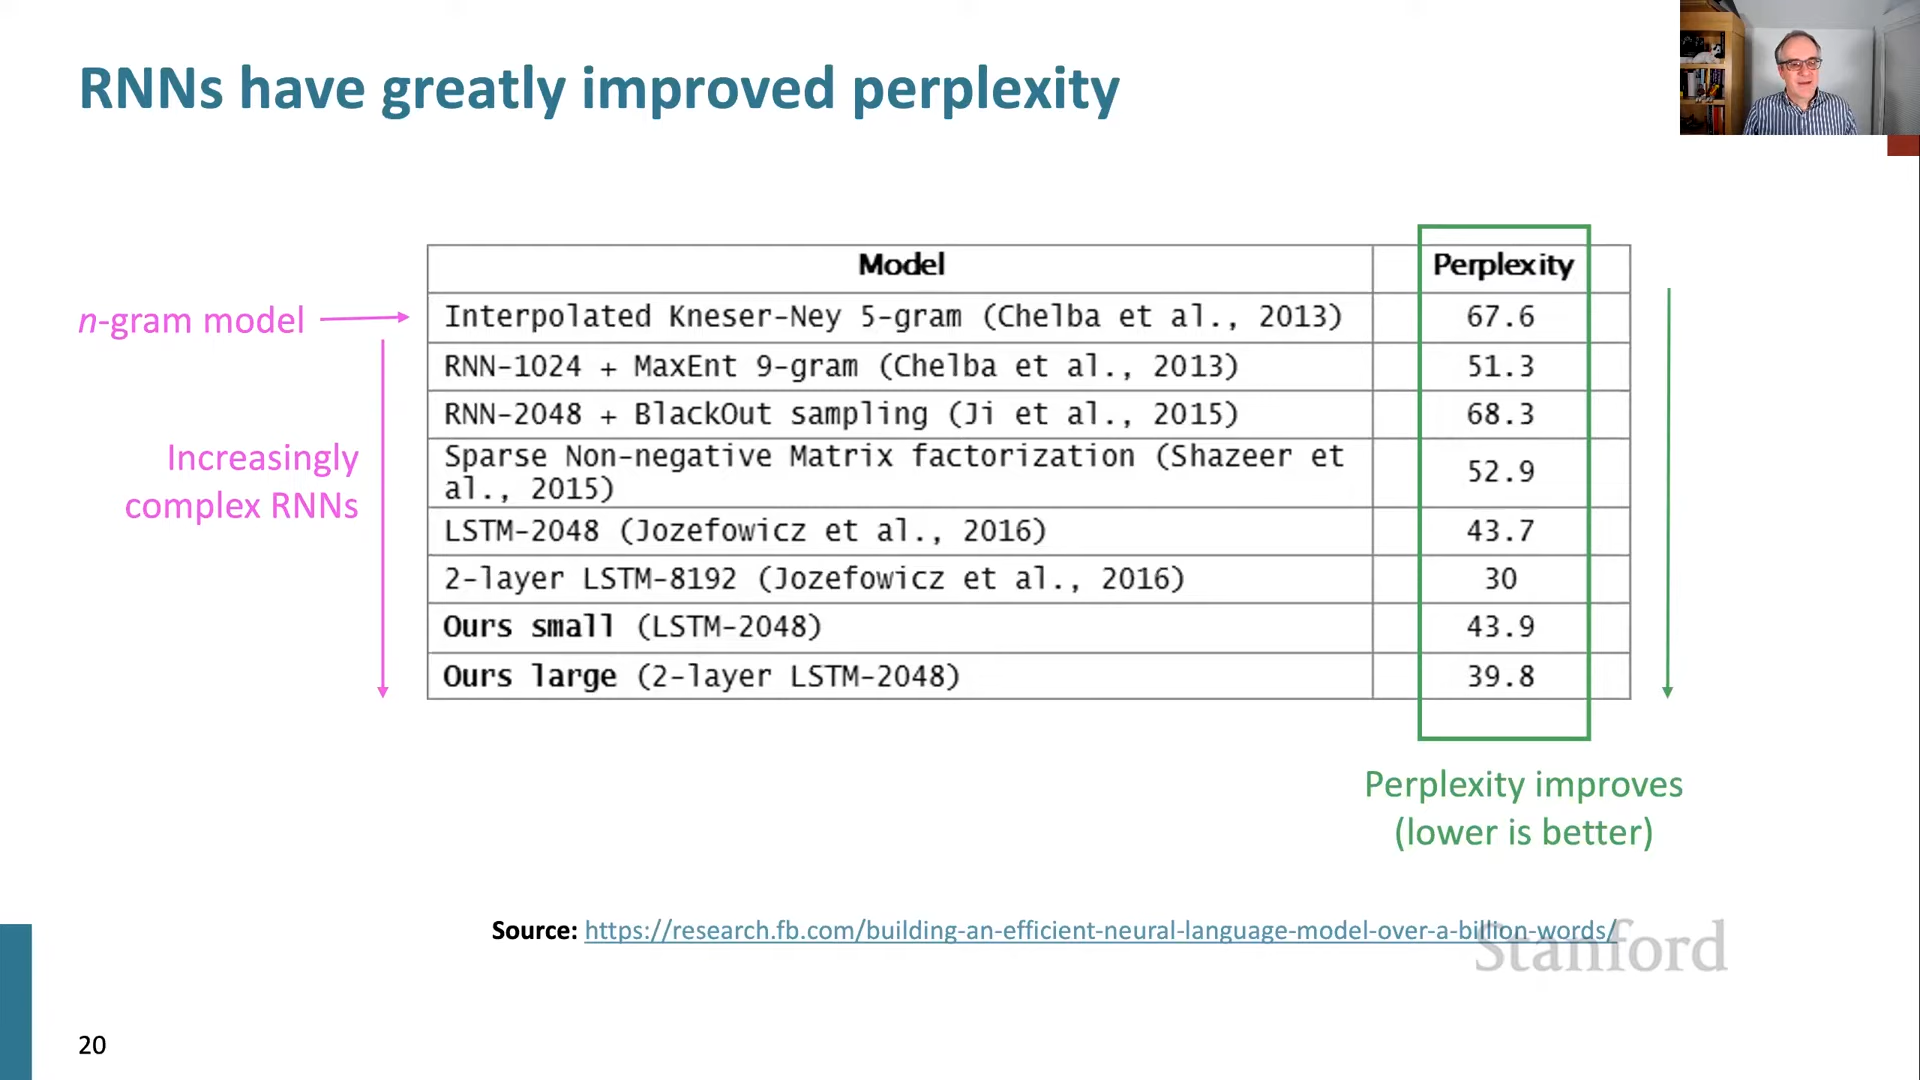 RNNs have greatly improved perplexity
Model Perplexity
n-gram model
Interpolated Kneser-Ney 5-gram (Chelba et al., 2013) 67.6
RNN-1024 + MaxEnt 9-gram (Chelba et al., 2013) 51.3
RNN-2048 + BlackOut sampling (Ji et al., 2015) 68.3
Increasingly
complex RNNs
Sparse Non-negative Matrix factorization (Shazeer et
al., 2015) 52.9
LSTM-2048 (Jozefowicz et al., 2016) 43.7
2-layer LSTM-8192 (Jozefowicz et al., 2016) 30
Ours small (LSTM-2048) 43.9
Ours large (2-layer LSTM-2048) 39.8
Perplexity improves
(lower is better)
Source: https://research.fb.com/building-an-efficient-neural-language-model-over-a-billion-words/
Stanford
20